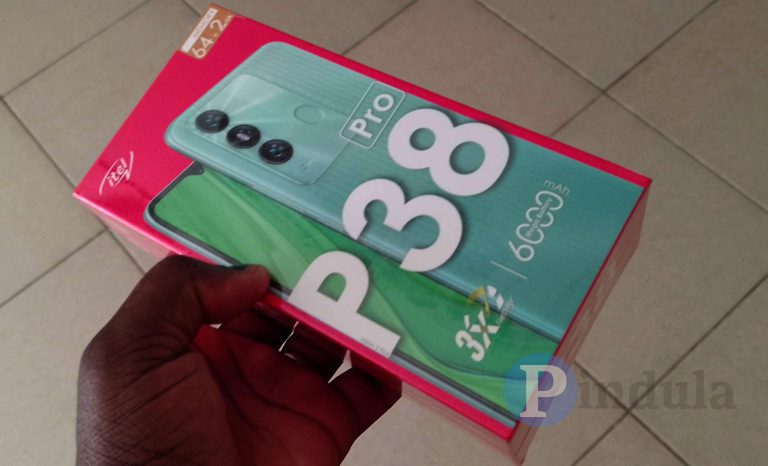 64+2
itel
P38
Pro
6000
mAh
3X
Pindula